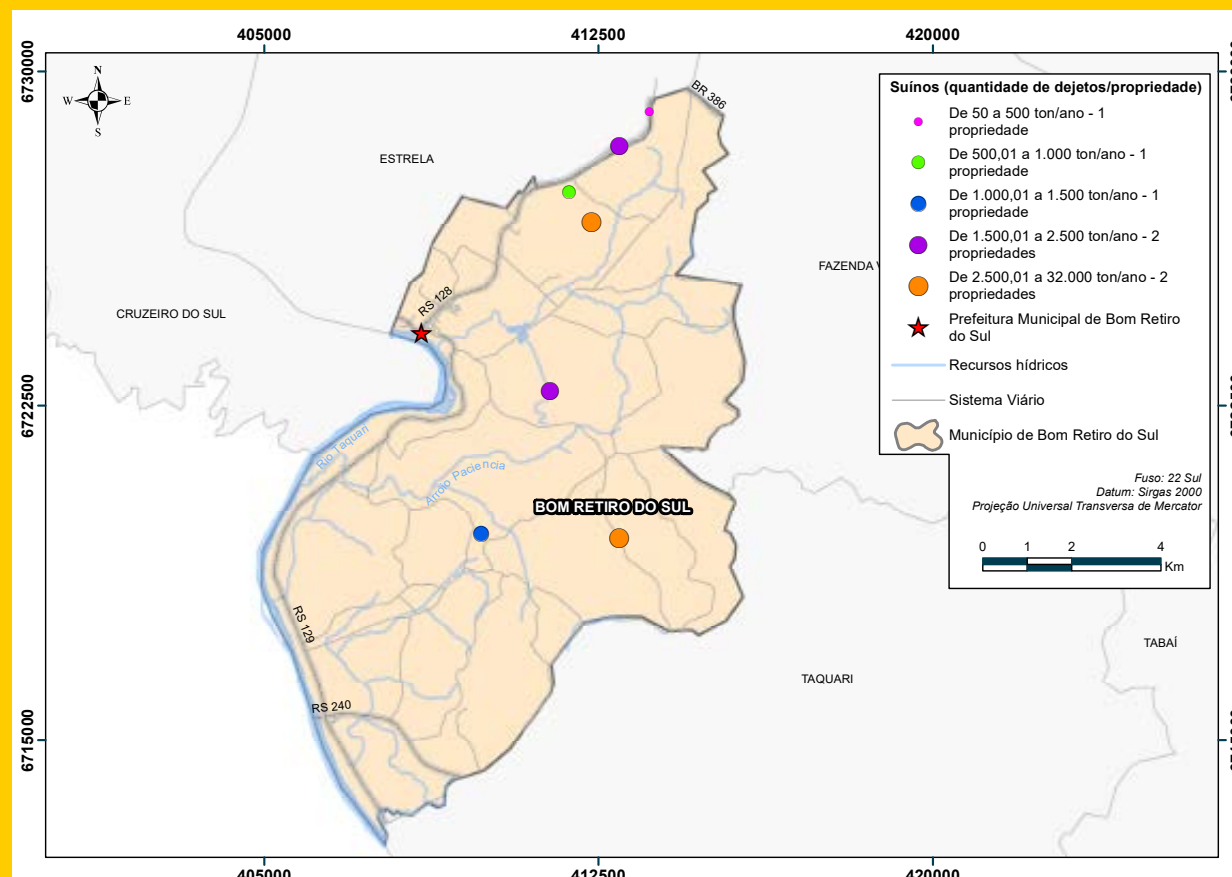 405000
412500
420000
6730000
N
W
E
S
BR 386
Suínos (quantidade de dejetos/propriedade)
De 50 a 500 ton/ano - 1
propriedade
De 500,01 a 1.000 ton/ano - 1
propriedade
De 1.000,01 a 1.500 ton/ano - 1
propriedade
De 1.500,01 a 2.500 ton/ano - 2
propriedades
De 2.500,01 a 32.000 ton/ano - 2
propriedades
Prefeitura Municipal de Bom Retiro
do Sul
Recursos hídricos
Sistema Viário
Município de Bom Retiro do Sul
Fuso: 22 Sul
Datum: Sirgas 2000
Projeção Universal Transversa de Mercator
0 1 2 4
Km
ESTRELA
FAZENDA
CRUZEIRO DO SUL
RS 128
6722500
Rio Taquari
Arroio Paciencia
BOM RETIRO DO SUL
RS 129
TABAÍ
TAQUARI
RS 240
6715000
405000
412500
420000